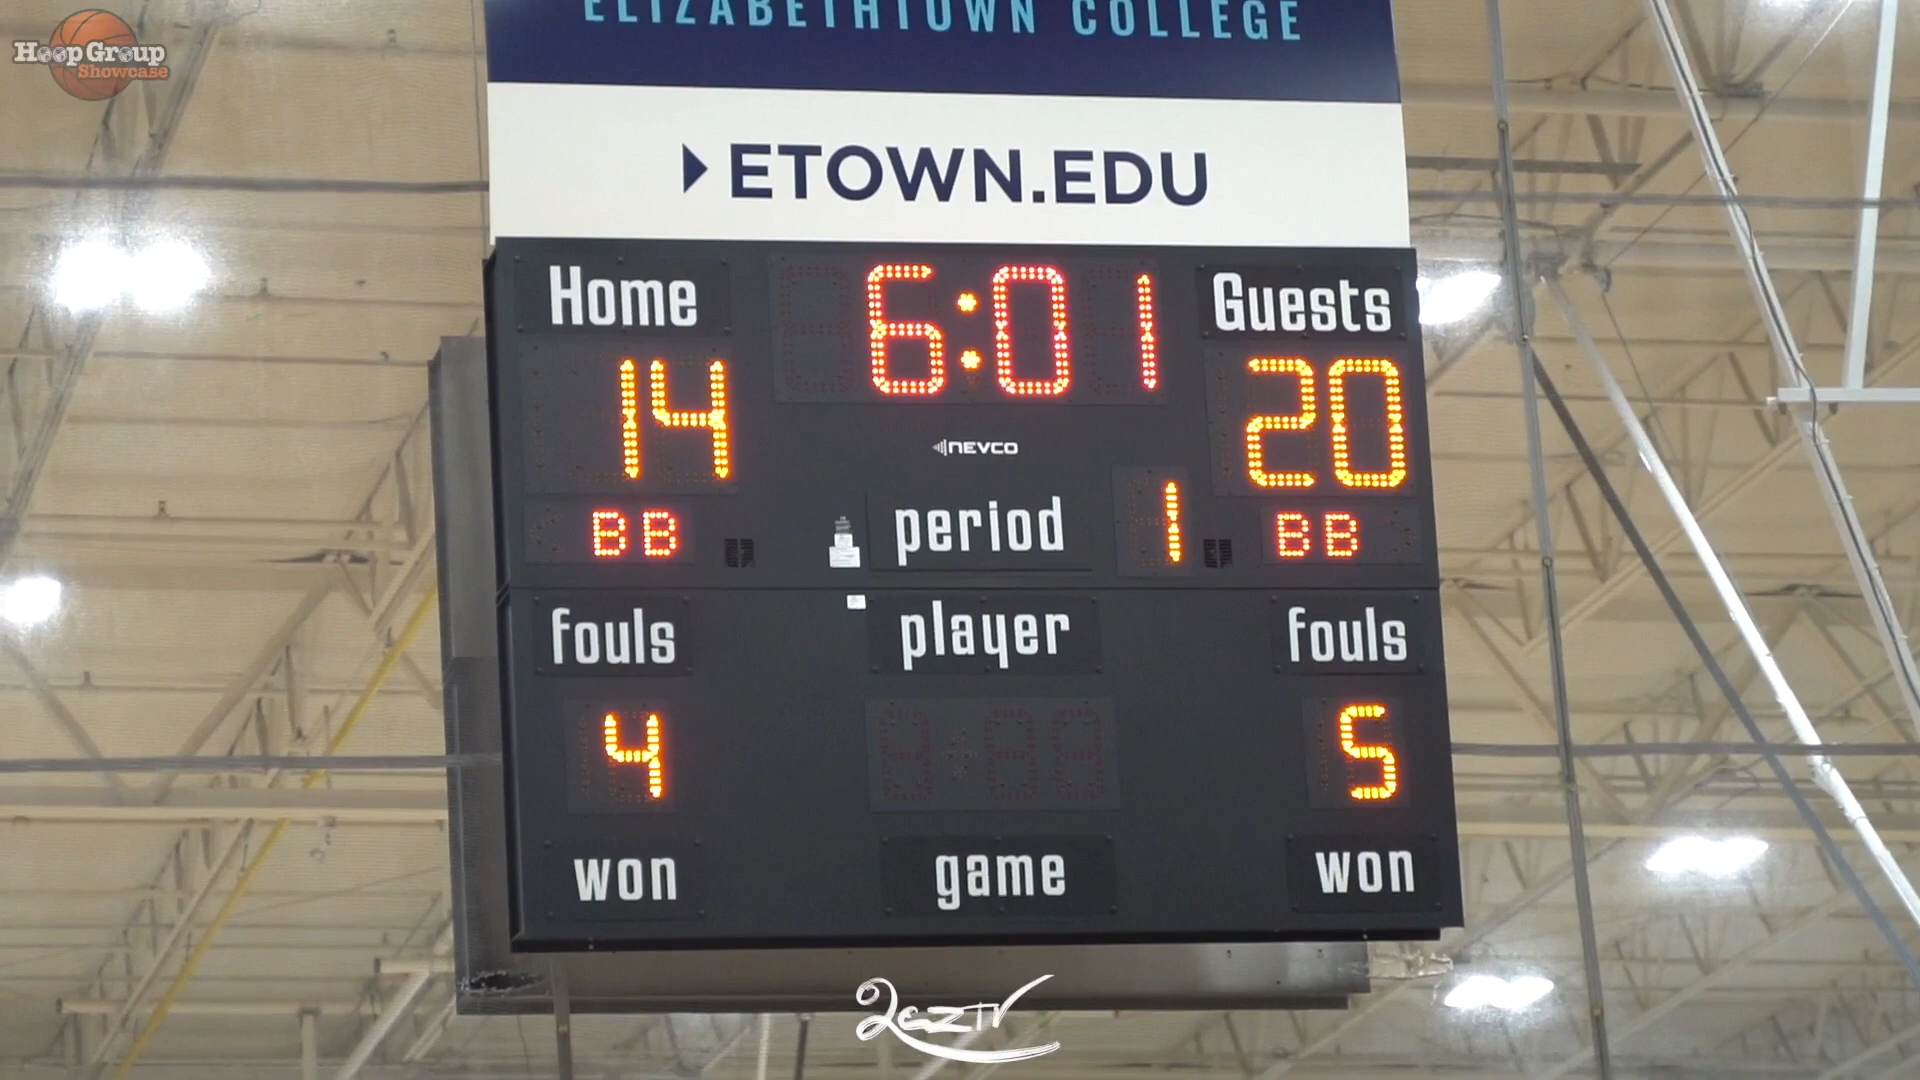 Hoop Group
Showcase
ELIZABETHTOWN COLLEGE
ETOWN.EDU
Home 6:01 Guests
14 20
NEVCO
BB period 1 BB
fouls player fouls
4 5
won game won
2czTV